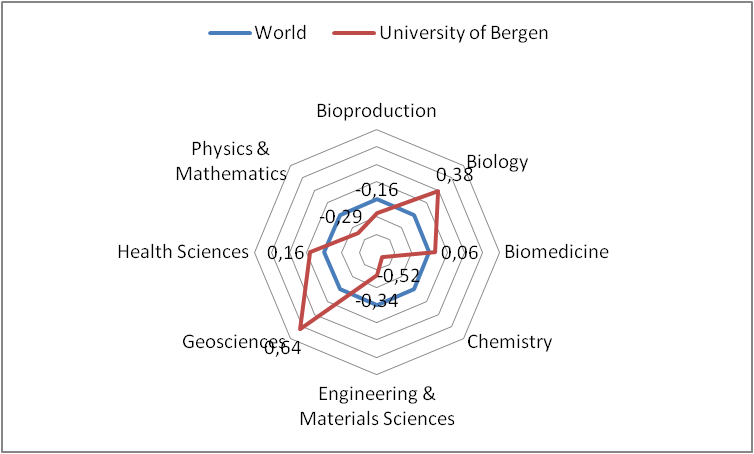 World
University of Bergen
Bioproduction
Physics &
Mathematics
Biology
0,38
-0,16
-0,29
Health Sciences
0,16
0,06
Biomedicine
-0,52
-0,34
Geosciences
0,64
Chemistry
Engineering &
Materials Sciences